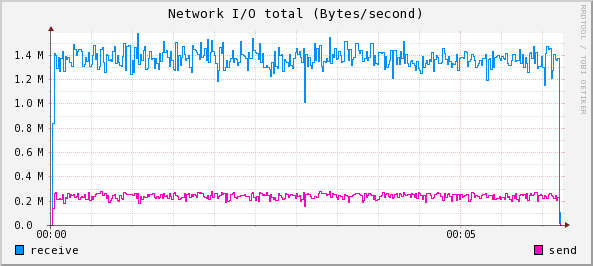 Network I/O total (Bytes/second)
RRDTOOL / TOBI OETIKER
1.4 M
1.2 M
1.0 M
0.8 M
0.6 M
0.4 M
0.2 M
0.0
00:00 00:05
receive send